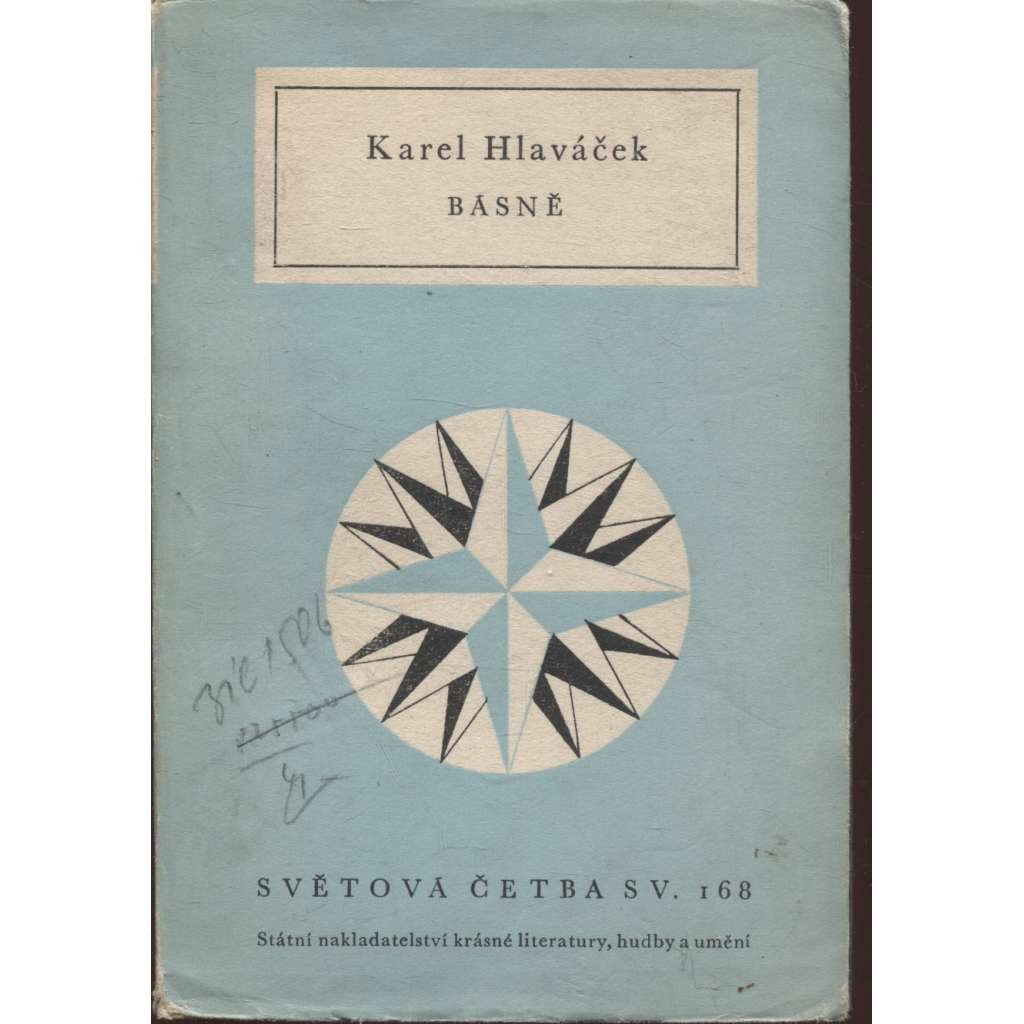 Karel Hlaváček
BÁSNĚ
SVĚTOVÁ ČETBA SV. 168
Státní nakladatelství krásné literatury, hudby a umění